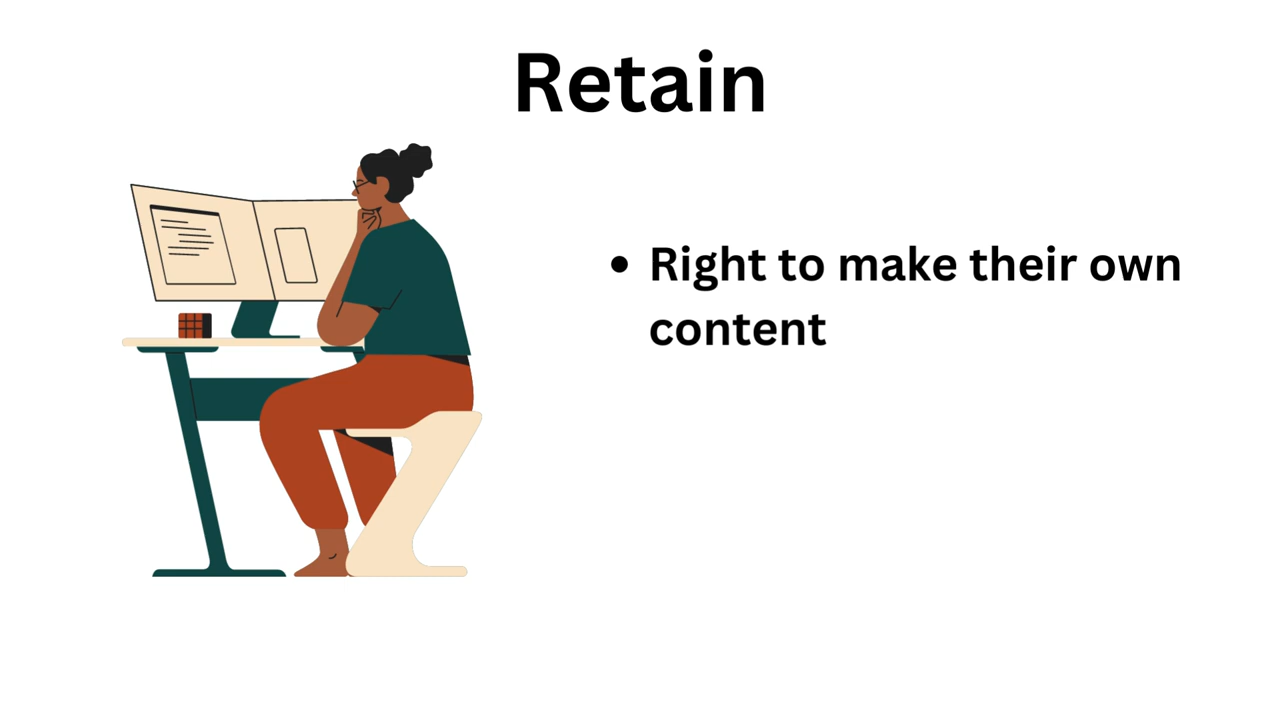 Retain
• Right to make their own
content